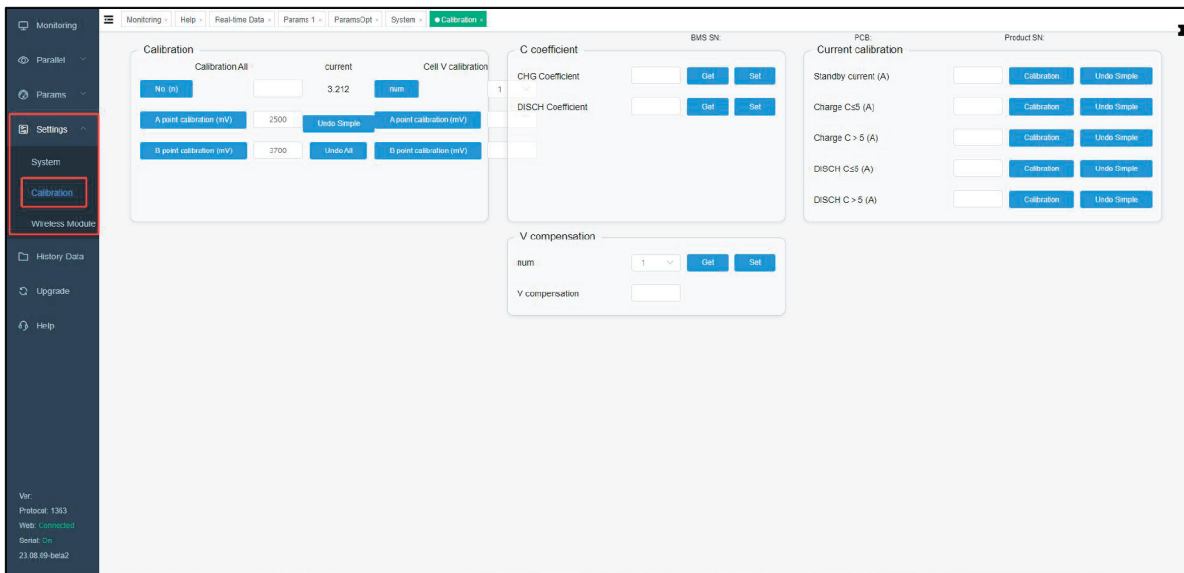 Monitoring
Parallel
Params
Settings
System
Calibration
Wireless Module
History Data
Upgrade
Help
Ver:
Protocol: 1363
Web: Connected
Serial: On
23.08.09-beta2
Monitoring × Help × Real-time Data × Params 1 × ParamsOpt × System × Calibration ×
BMS SN: PCB: Product SN:
Calibration
Calibration All current Cell V calibration
No (n) 3.212 num 1
A point calibration (mV) 2500 Undo Simple A point calibration (mV)
B point calibration (mV) 3700 Undo All B point calibration (mV)
C coefficient
CHG Coefficient Get Set
DISCH Coefficient Get Set
V compensation
num 1 Get Set
V compensation
Current calibration
Standby current (A) Calibration Undo Simple
Charge C≤5 (A) Calibration Undo Simple
Charge C > 5 (A) Calibration Undo Simple
DISCH C≤5 (A) Calibration Undo Simple
DISCH C > 5 (A) Calibration Undo Simple